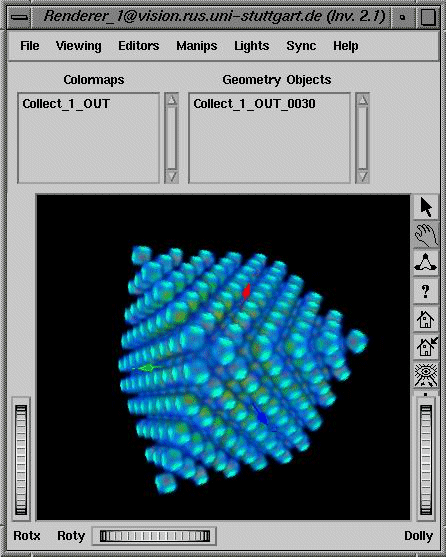 Renderer_1@vision.rus.uni-stuttgart.de (Inv. 2.1)
File Viewing Editors Manips Lights Sync Help
Colormaps Geometry Objects
Collect_1_OUT Collect_1_OUT_0030
?
Rotx Roty Dolly